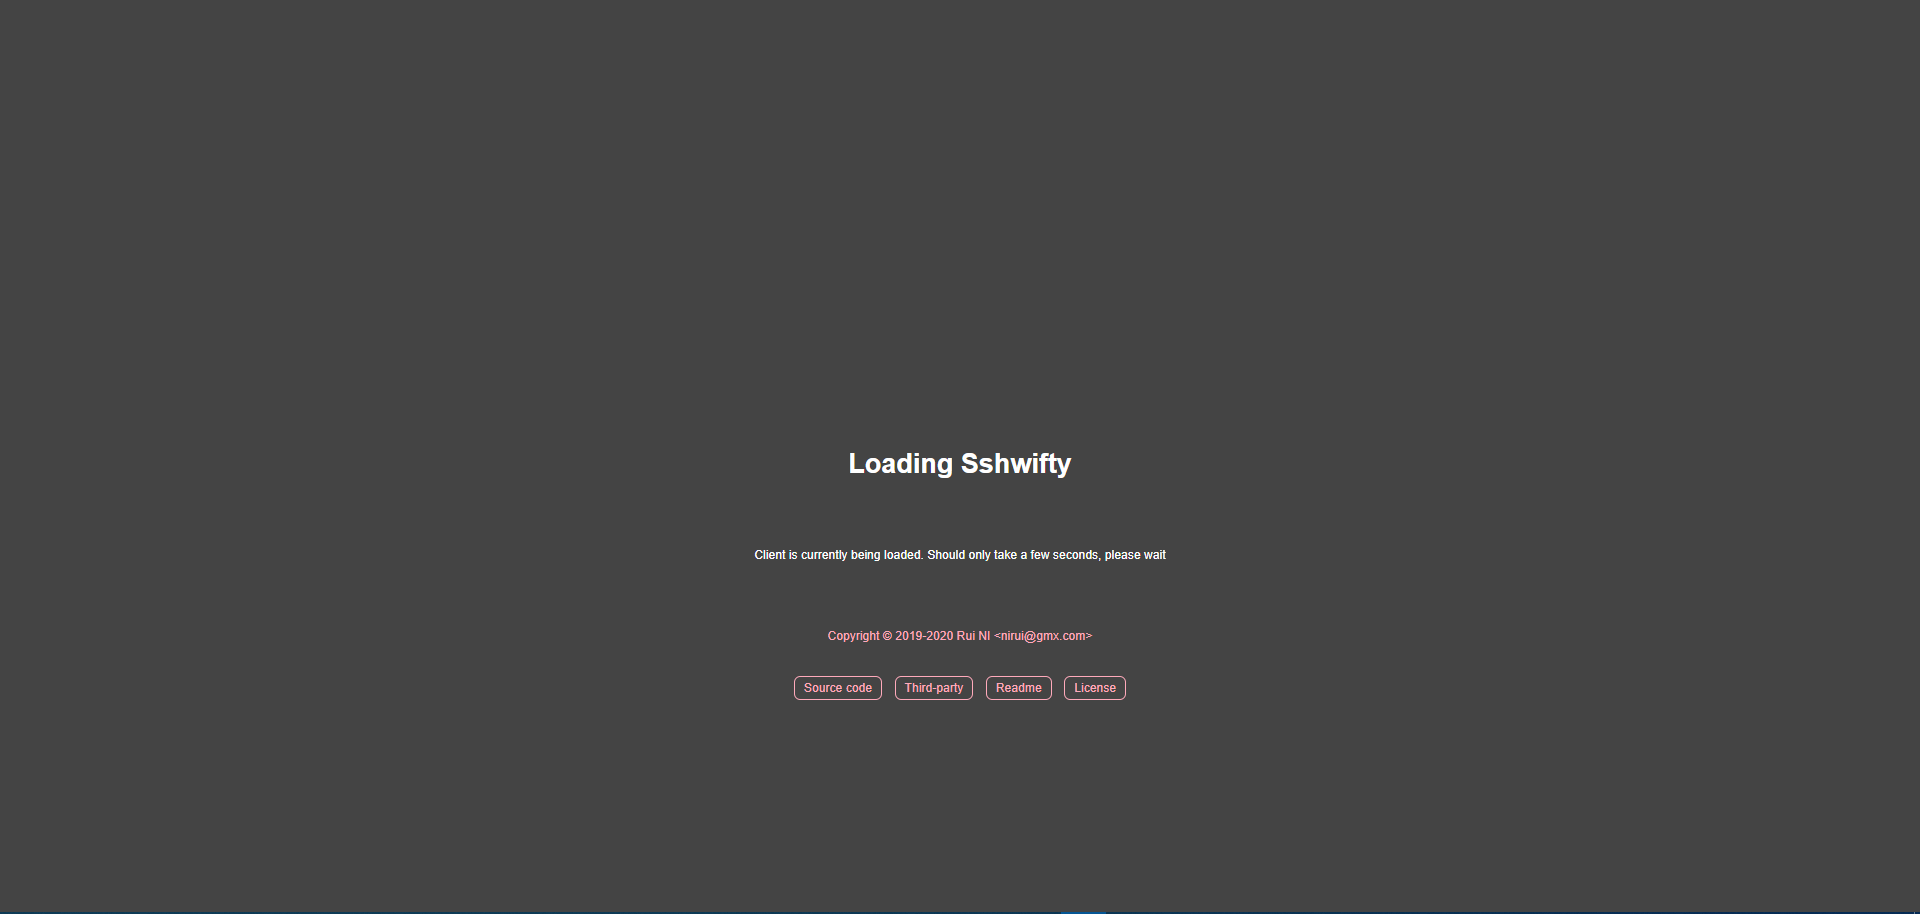 Loading Sshwifty
Client is currently being loaded. Should only take a few seconds, please wait
Copyright © 2019-2020 Rui NI <nirui@gmx.com>
Source code Third-party Readme License